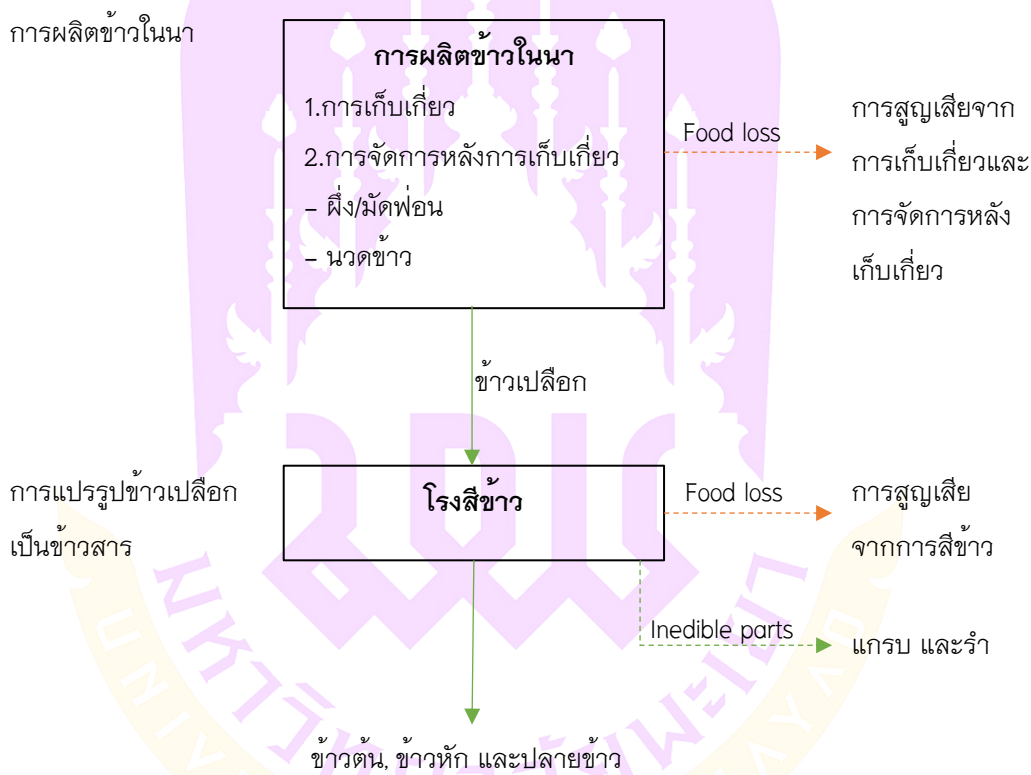 การผลิตข้าวในนา
การผลิตข้าวในนา
1.การเก็บเกี่ยว
2.การจัดการหลังการเก็บเกี่ยว
– ผึ่ง/มัดฟ่อน
– นวดข้าว
Food loss
การสูญเสียจาก
การเก็บเกี่ยวและ
การจัดการหลัง
เก็บเกี่ยว
ข้าวเปลือก
การแปรรูปข้าวเปลือก
เป็นข้าวสาร
โรงสีข้าว
Food loss
การสูญเสีย
จากการสีข้าว
Inedible parts
แกรบ และรำ
ข้าวต้น, ข้าวหัก และปลายข้าว